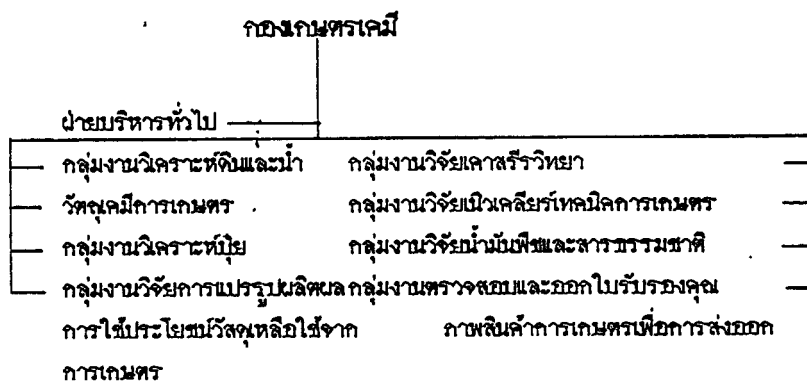 กองเกษตรเคมี
ฝ่ายบริหารทั่วไป
กลุ่มงานวิเคราะห์ดินและน้ำ กลุ่มงานวิจัยเคาสรีรวิทยา
วัตถุเคมีการเกษตร กลุ่มงานวิจัยนิวเคลียร์เทคนิคการเกษตร
กลุ่มงานวิเคราะห์ปุ๋ย กลุ่มงานวิจัยน้ำมันพืชและสารธรรมชาติ
กลุ่มงานวิจัยการแปรรูปผลิตผล กลุ่มงานตรวจสอบและออกใบรับรองคุณ
การใช้ประโยชน์วัสดุเหลือใช้จาก ภาพสินค้าการเกษตรเพื่อการส่งออก
การเกษตร